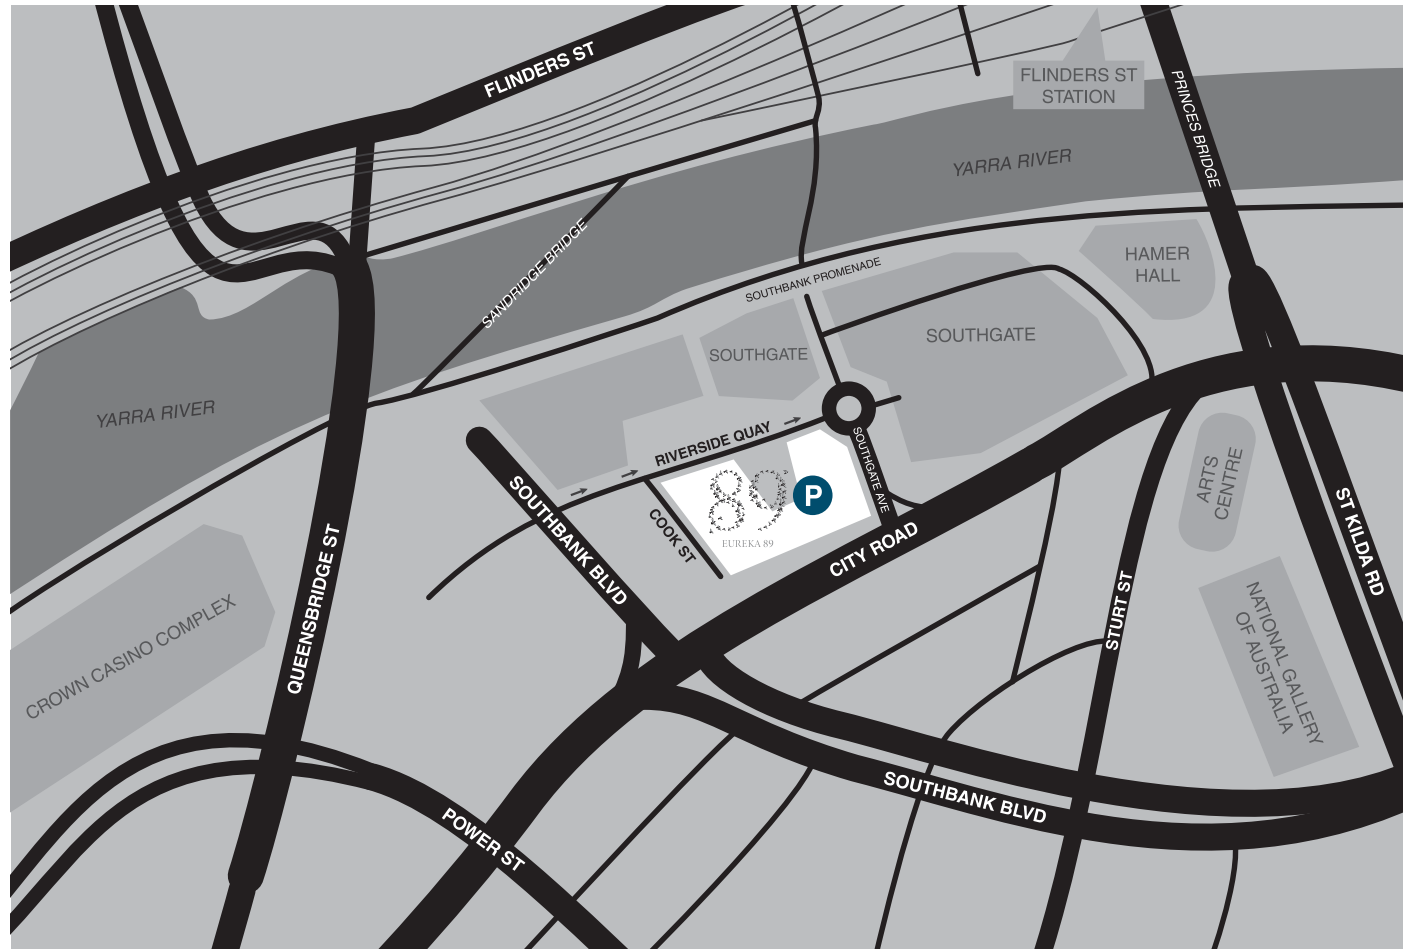 FLINDERS ST
FLINDERS ST
STATION
PRINCES BRIDGE
YARRA RIVER
SANDRIDGE BRIDGE
SOUTHBANK PROMENADE
HAMER
HALL
SOUTHGATE
SOUTHGATE
YARRA RIVER
RIVERSIDE QUAY
SOUTHGATE AVE
ARTS
CENTRE
ST KILDA RD
89
P
EUREKA 89
COOK ST
SOUTHBANK BLVD
CITY ROAD
QUEENSBRIDGE ST
STURT ST
CROWN CASINO COMPLEX
NATIONAL GALLERY
OF AUSTRALIA
SOUTHBANK BLVD
POWER ST